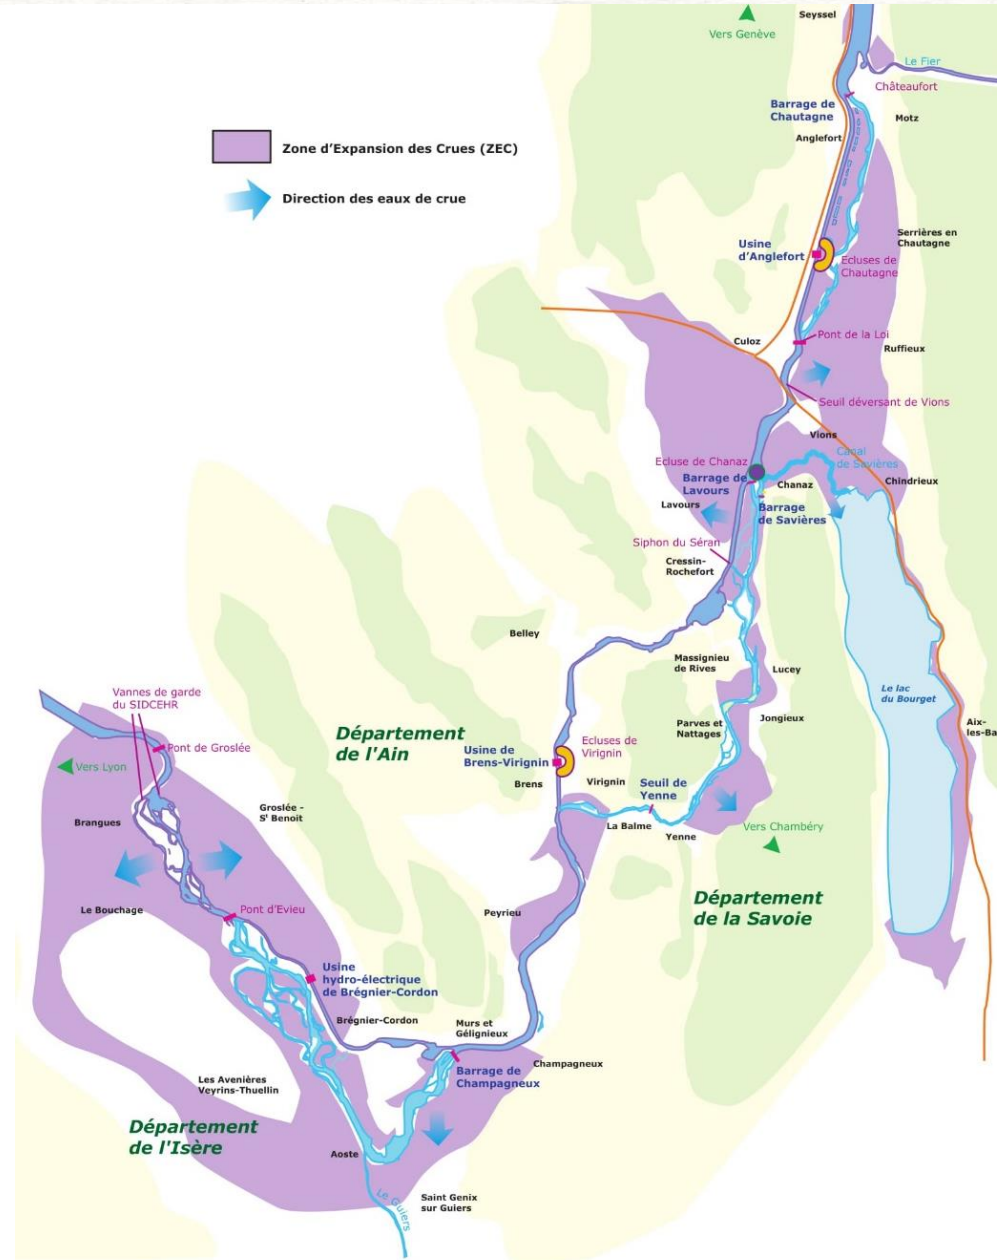 Seyssel
Vers Genève
Le Fier
Châteaufort
Barrage de
Chautagne
Motz
Anglefort
Zone d'Expansion des Crues (ZEC)
Direction des eaux de crue
Serrières en
Chautagne
Usine
d'Anglefort
Ecluses de
Chautagne
Pont de la Loi
Culoz
Ruffieux
Seuil déversant de Vions
Vions
Canal
de Savières
Ecluse de Chanaz
Barrage de
Lavours
Chanaz
Chindrieux
Lavours
Barrage
de Savières
Siphon du Séran
Cressin-
Rochefort
Belley
Massignieu
de Rives
Lucey
Le lac
du Bourget
Vannes de garde
du SIDCEHR
Jongieux
Parves et
Nattages
Aix-
les-Ba
Département
de l'Ain
Pont de Groslée
Ecluses de
Virignin
Usine de
Brens-Virignin
Vers Lyon
Brens
Virignin
Seuil de
Yenne
Groslée -
St Benoit
Brangues
La Balme
Yenne
Vers Chambéry
Département
de la Savoie
Le Bouchage
Pont d'Evieu
Peyrieu
Usine
hydro-électrique
de Brégnier-Cordon
Brégnier-Cordon
Murs et
Gélignieux
Champagneux
Barrage de
Champagneux
Les Avenières
Veyrins-Thuellin
Département
de l'Isère
Aoste
Le Guiers
Saint Genix
sur Guiers